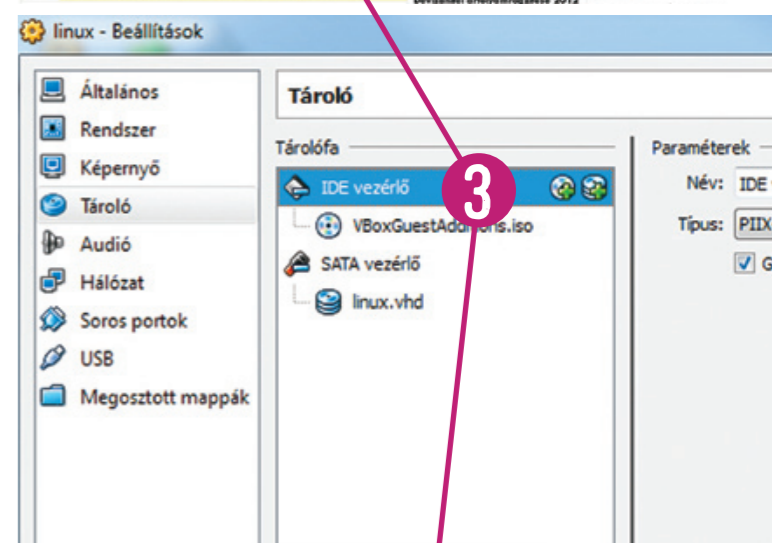 linux - Beállítások
Általános
Rendszer
Képernyő
Tároló
Audió
Hálózat
Soros portok
USB
Megosztott mappák
Tároló
Tárolófa
IDE vezérlő
3
VBoxGuestAdditions.iso
SATA vezérlő
linux.vhd
Paraméterek
Név: IDE
Típus: PIIX
G